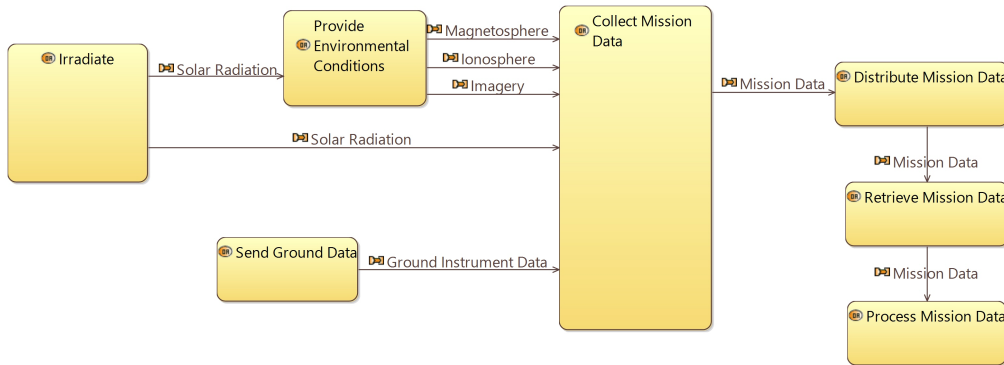 Irradiate
Solar Radiation
Provide
Environmental
Conditions
Magnetosphere
Ionosphere
Imagery
Collect Mission
Data
Solar Radiation
Send Ground Data
Ground Instrument Data
Mission Data
Distribute Mission Data
Mission Data
Retrieve Mission Data
Mission Data
Process Mission Data